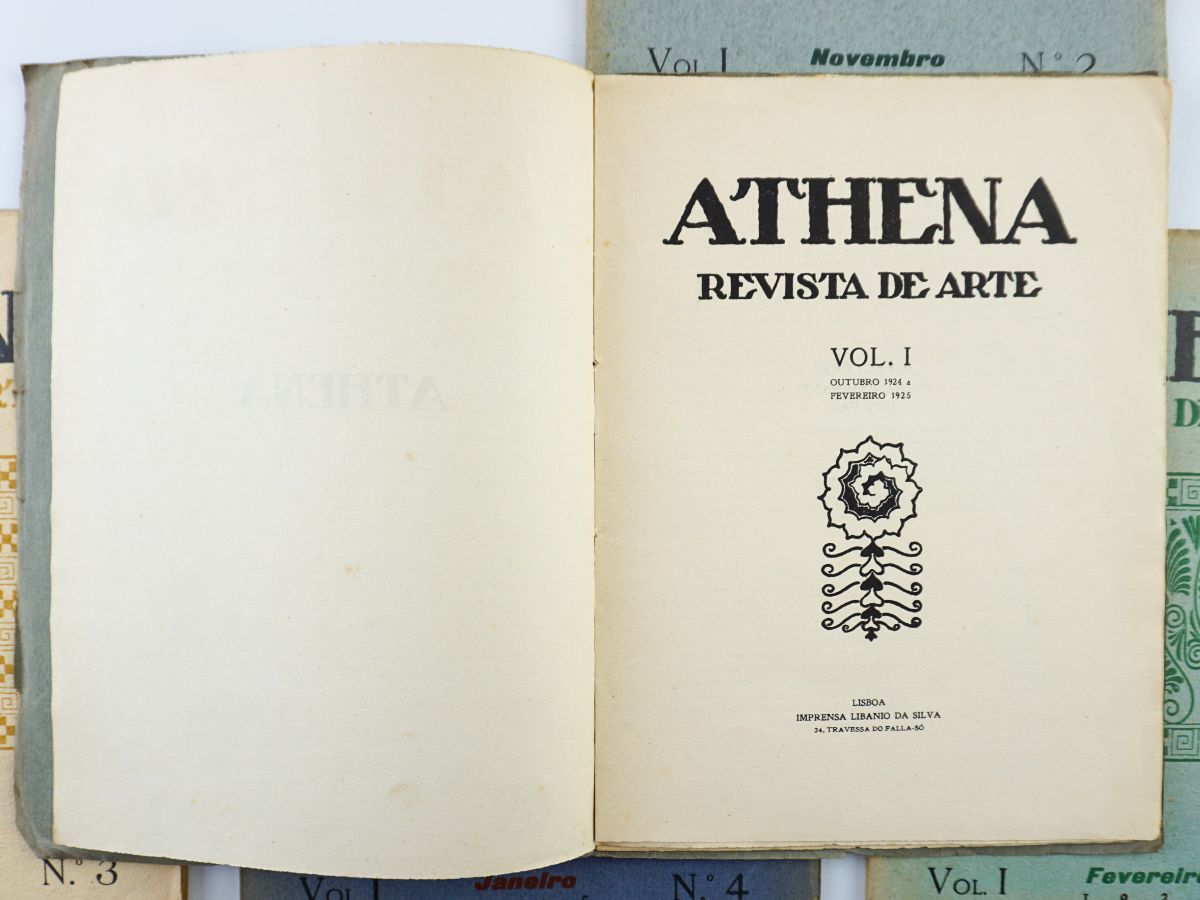 Vol. I Novembro N.º 2
ATHENA
REVISTA DE ARTE
VOL. I
OUTUBRO 1924 a
FEVEREIRO 1925
LISBOA
IMPRENSA LIBANIO DA SILVA
24, TRAVESSA DO FALLA-SÓ
ATHENA
N
E
DE
N.º 3
Vol. I Janeiro N.º 4
Vol. I Fevereiro